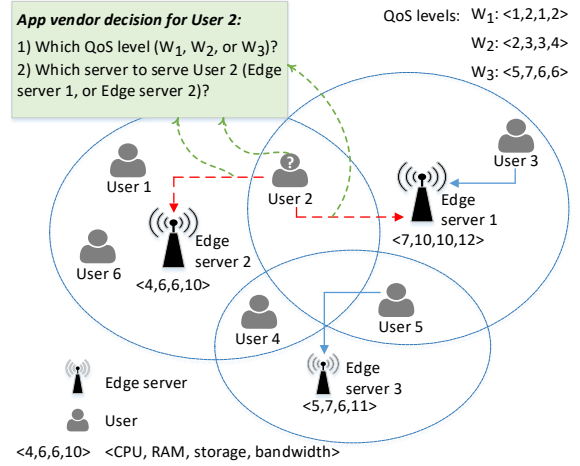 App vendor decision for User 2:
1) Which QoS level (W1, W2, or W3)?
2) Which server to serve User 2 (Edge
server 1, or Edge server 2)?
QoS levels: W1: <1,2,1,2>
W2: <2,3,3,4>
W3: <5,7,6,6>
?
User 1
User 2
User 3
Edge
server 1
<7,10,10,12>
User 6
Edge
server 2
<4,6,6,10>
User 4
User 5
Edge
server 3
<5,7,6,11>
Edge server
User
<4,6,6,10> <CPU, RAM, storage, bandwidth>